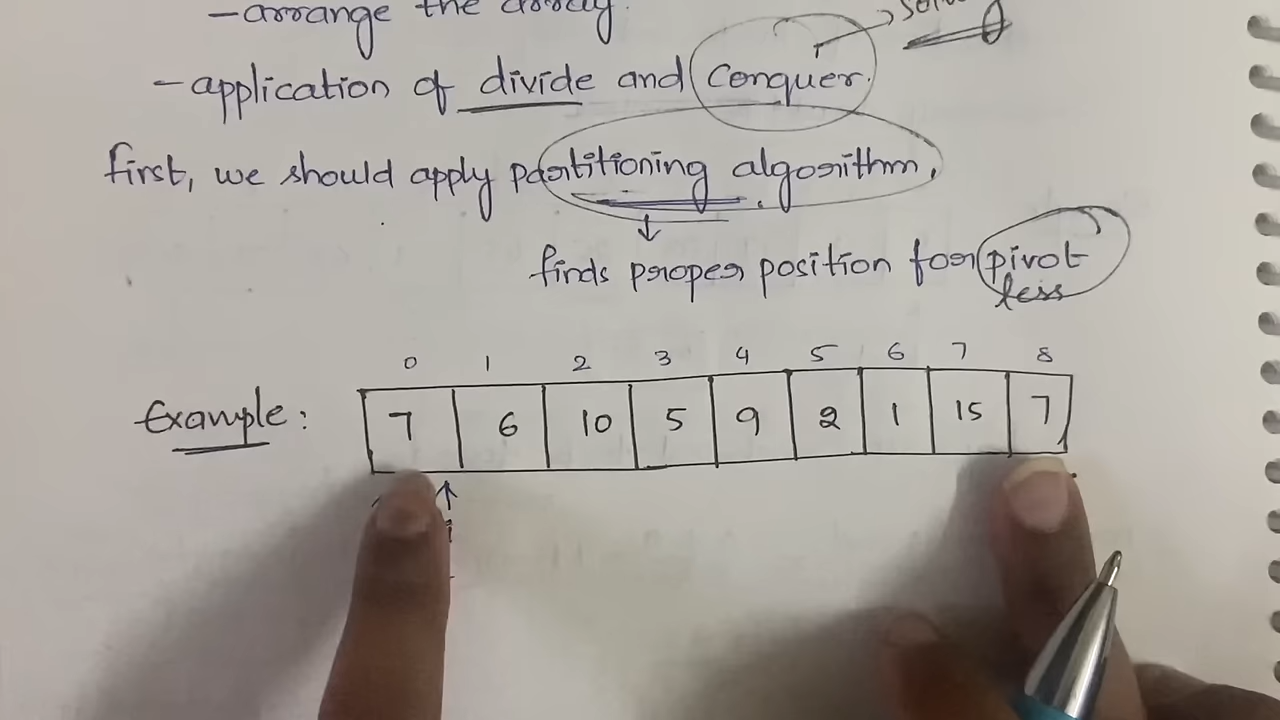 -arrange the array.
-application of divide and conquer.
first, we should apply partitioning algorithm.
finds proper position for pivot
less
0 1 2 3 4 5 6 7 8
Example: 7 6 10 5 9 2 1 15 7
i